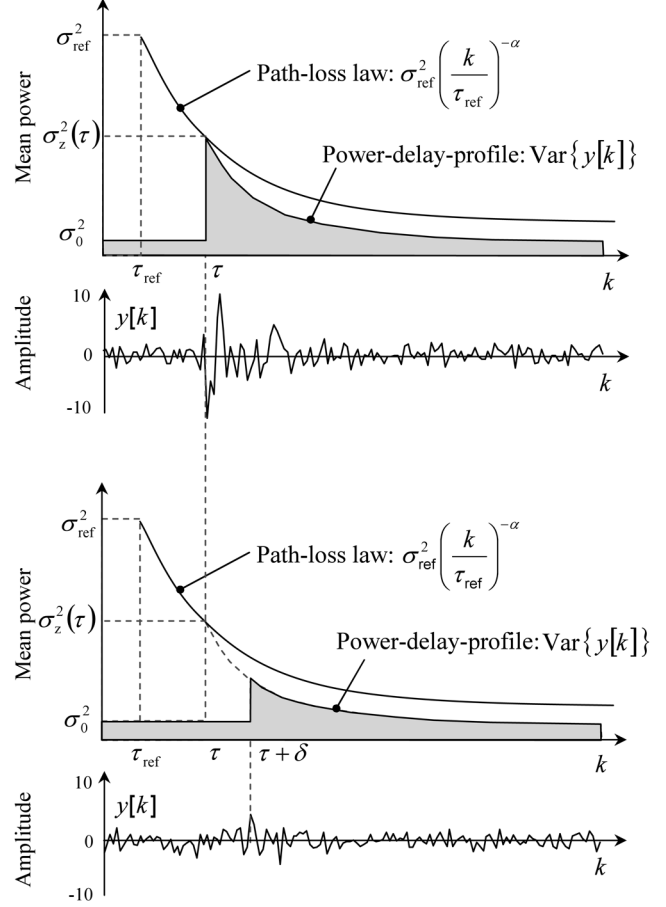 σ²ref
Path-loss law: σ²ref (k / τref)^−α
Mean power
σ²z(τ)
Power-delay-profile: Var{y[k]}
σ²0
τref τ k
10 y[k]
Amplitude
0
k
-10
σ²ref
Path-loss law: σ²ref (k / τref)^−α
Mean power
σ²z(τ)
Power-delay-profile: Var{y[k]}
σ²0
τref τ τ + δ k
10 y[k]
Amplitude
0
k
-10